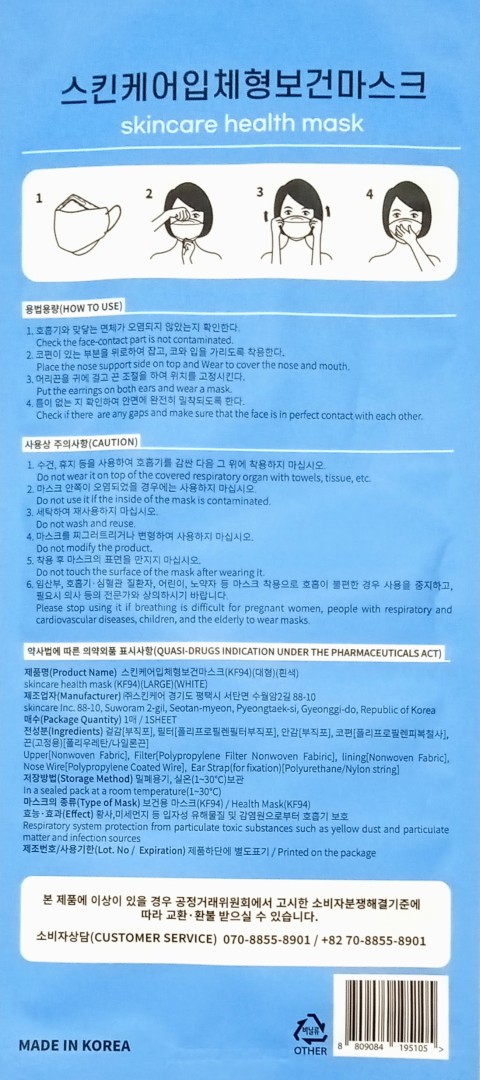 스킨케어입체형보건마스크
skincare health mask
1
2
3
4
용법용량(HOW TO USE)
1. 호흡기와 맞닿는 면체가 오염되지 않았는지 확인한다.
Check the face-contact part is not contaminated.
2. 코편이 있는 부분을 위로하여 잡고, 코와 입을 가리도록 착용한다.
Place the nose support side on top and Wear to cover the nose and mouth.
3. 머리끈을 귀에 걸고 끈 조절을 하여 위치를 고정시킨다.
Put the earrings on both ears and wear a mask.
4. 틈이 없는 지 확인하여 안면에 완전히 밀착되도록 한다.
Check if there are any gaps and make sure that the face is in perfect contact with each other.
사용상 주의사항(CAUTION)
1. 수건, 휴지 등을 사용하여 호흡기를 감싼 다음 그 위에 착용하지 마십시오.
Do not wear it on top of the covered respiratory organ with towels, tissue, etc.
2. 마스크 안쪽이 오염되었을 경우에는 사용하지 마십시오.
Do not use it if the inside of the mask is contaminated.
3. 세탁하여 재사용하지 마십시오.
Do not wash and reuse.
4. 마스크를 찌그러트리거나 변형하여 사용하지 마십시오.
Do not modify the product.
5. 착용 후 마스크의 표면을 만지지 마십시오.
Do not touch the surface of the mask after wearing it.
6. 임산부, 호흡기·심혈관 질환자, 어린이, 노약자 등 마스크 착용으로 호흡이 불편한 경우 사용을 중지하고,
필요시 의사 등의 전문가와 상의하시기 바랍니다.
Please stop using it if breathing is difficult for pregnant women, people with respiratory and
cardiovascular diseases, children, and the elderly to wear masks.
약사법에 따른 의약외품 표시사항(QUASI-DRUGS INDICATION UNDER THE PHARMACEUTICALS ACT)
제품명(Product Name) 스킨케어입체형보건마스크(KF94)(대형)(흰색)
skincare health mask (KF94)(LARGE)(WHITE)
제조업자(Manufacturer) ㈜스킨케어 경기도 평택시 서탄면 수월암2길 88-10
skincare Inc. 88-10, Suworam 2-gil, Seotan-myeon, Pyeongtaek-si, Gyeonggi-do, Republic of Korea
매수(Package Quantity) 1매 / 1SHEET
전성분(Ingredients) 겉감[부직포], 필터[폴리프로필렌필터부직포], 안감[부직포], 코편[폴리프로필렌피복철사],
끈(고정용)[폴리우레탄/나일론끈]
Upper[Nonwoven Fabric], Filter[Polypropylene Filter Nonwoven Fabiric], lining[Nonwoven Fabric],
Nose Wire[Polypropylene Coated Wire], Ear Strap(for fixation)[Polyurethane/Nylon string]
저장방법(Storage Method) 밀폐용기, 실온(1~30℃)보관
In a sealed pack at a room temperature(1~30℃)
마스크의 종류(Type of Mask) 보건용 마스크(KF94) / Health Mask(KF94)
효능·효과(Effect) 황사,미세먼지 등 입자성 유해물질 및 감염원으로부터 호흡기 보호
Respiratory system protection from particulate toxic substances such as yellow dust and particulate
matter and infection sources
제조번호/사용기한(Lot. No / Expiration) 제품하단에 별도표기 / Printed on the package
본 제품에 이상이 있을 경우 공정거래위원회에서 고시한 소비자분쟁해결기준에
따라 교환·환불 받으실 수 있습니다.
소비자상담(CUSTOMER SERVICE) 070-8855-8901 / +82 70-8855-8901
MADE IN KOREA
비닐류
OTHER
8 809084 195105 >